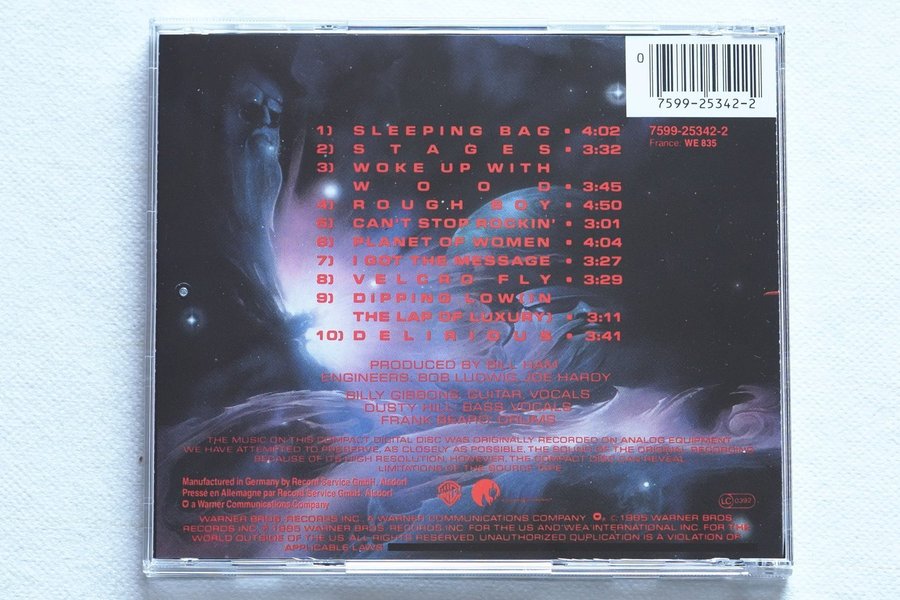 0
7599-25342-2
7599-25342-2
France: WE 835
1) SLEEPING BAG • 4:02
2) STAGES • 3:32
3) WOKE UP WITH
WOOD • 3:45
4) ROUGH BOY • 4:50
5) CAN'T STOP ROCKIN' • 3:01
6) PLANET OF WOMEN • 4:04
7) I GOT THE MESSAGE • 3:27
8) VELCRO FLY • 3:29
9) DIPPING LOW (IN
THE LAP OF LUXURY) • 3:11
10) DELIRIOUS • 3:41
PRODUCED BY BILL HAM
ENGINEERS: BOB LUDWIG, JOE HARDY
BILLY GIBBONS, GUITAR, VOCALS
DUSTY HILL, BASS, VOCALS
FRANK BEARD, DRUMS
THE MUSIC ON THIS COMPACT DIGITAL DISC WAS ORIGINALLY RECORDED ON ANALOG EQUIPMENT.
WE HAVE ATTEMPTED TO PRESERVE, AS CLOSELY AS POSSIBLE, THE SOUND OF THE ORIGINAL RECORDING.
BECAUSE OF ITS HIGH RESOLUTION, HOWEVER, THE COMPACT DISC CAN REVEAL
LIMITATIONS OF THE SOURCE TAPE.
Manufactured in Germany by Record Service GmbH, Alsdorf
Pressé en Allemagne par Record Service GmbH, Alsdorf
a Warner Communications Company
LC 0392
WARNER BROS. RECORDS INC., A WARNER COMMUNICATIONS COMPANY ℗, © 1985 WARNER BROS.
RECORDS INC. ℗ 1985 WARNER BROS. RECORDS INC. FOR THE US AND WEA INTERNATIONAL INC. FOR THE
WORLD OUTSIDE OF THE US. ALL RIGHTS RESERVED. UNAUTHORIZED DUPLICATION IS A VIOLATION OF
APPLICABLE LAWS.